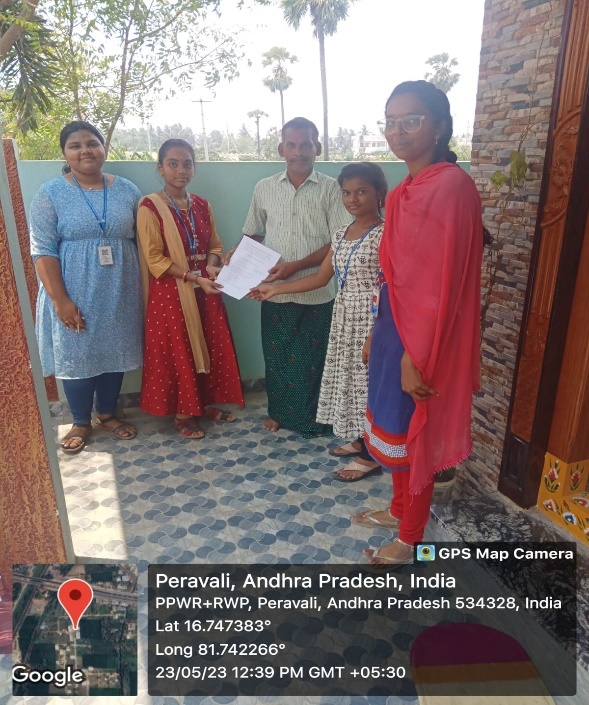 GPS Map Camera
Peravali, Andhra Pradesh, India
PPWR+RWP, Peravali, Andhra Pradesh 534328, India
Lat 16.747383°
Long 81.742266°
23/05/23 12:39 PM GMT +05:30
Google